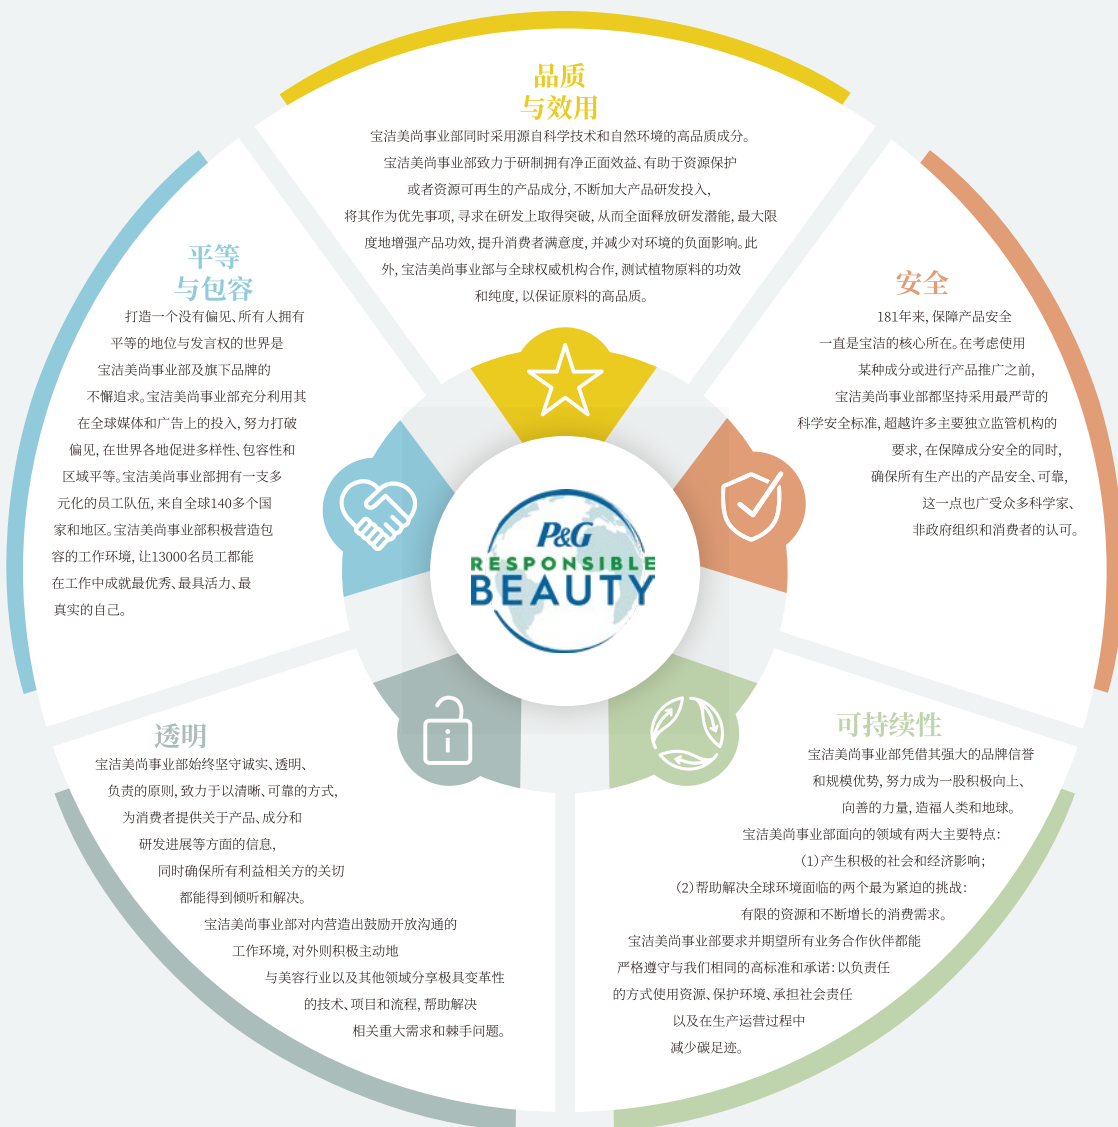 品质
与效用
宝洁美尚事业部同时采用源自科学技术和自然环境的高品质成分。
宝洁美尚事业部致力于研制拥有净正面效益、有助于资源保护
或者资源可再生的产品成分, 不断加大产品研发投入,
将其作为优先事项, 寻求在研发上取得突破, 从而全面释放研发潜能, 最大限
度地增强产品功效, 提升消费者满意度, 并减少对环境的负面影响。此
外, 宝洁美尚事业部与全球权威机构合作, 测试植物原料的功效
和纯度, 以保证原料的高品质。
安全
181年来, 保障产品安全
一直是宝洁的核心所在。在考虑使用
某种成分或进行产品推广之前,
宝洁美尚事业部都坚持采用最严苛的
科学安全标准, 超越许多主要独立监管机构的
要求, 在保障成分安全的同时,
确保所有生产出的产品安全、可靠,
这一点也广受众多科学家、
非政府组织和消费者的认可。
可持续性
宝洁美尚事业部凭借其强大的品牌信誉
和规模优势, 努力成为一股积极向上、
向善的力量, 造福人类和地球。
宝洁美尚事业部面向的领域有两大主要特点:
(1)产生积极的社会和经济影响;
(2)帮助解决全球环境面临的两个最为紧迫的挑战:
有限的资源和不断增长的消费需求。
宝洁美尚事业部要求并期望所有业务合作伙伴都能
严格遵守与我们相同的高标准和承诺: 以负责任
的方式使用资源、保护环境、承担社会责任
以及在生产运营过程中
减少碳足迹。
透明
宝洁美尚事业部始终坚守诚实、透明、
负责的原则, 致力于以清晰、可靠的方式,
为消费者提供关于产品、成分和
研发进展等方面的信息,
同时确保所有利益相关方的关切
都能得到倾听和解决。
宝洁美尚事业部对内营造出鼓励开放沟通的
工作环境, 对外则积极主动地
与美容行业以及其他领域分享极具变革性
的技术、项目和流程, 帮助解决
相关重大需求和棘手问题。
平等
与包容
打造一个没有偏见、所有人拥有
平等的地位与发言权的世界是
宝洁美尚事业部及旗下品牌的
不懈追求。宝洁美尚事业部充分利用其
在全球媒体和广告上的投入, 努力打破
偏见, 在世界各地促进多样性、包容性和
区域平等。宝洁美尚事业部拥有一支多
元化的员工队伍, 来自全球140多个国
家和地区。宝洁美尚事业部积极营造包
容的工作环境, 让13000名员工都能
在工作中成就最优秀、最具活力、最
真实的自己。
P&G
RESPONSIBLE
BEAUTY